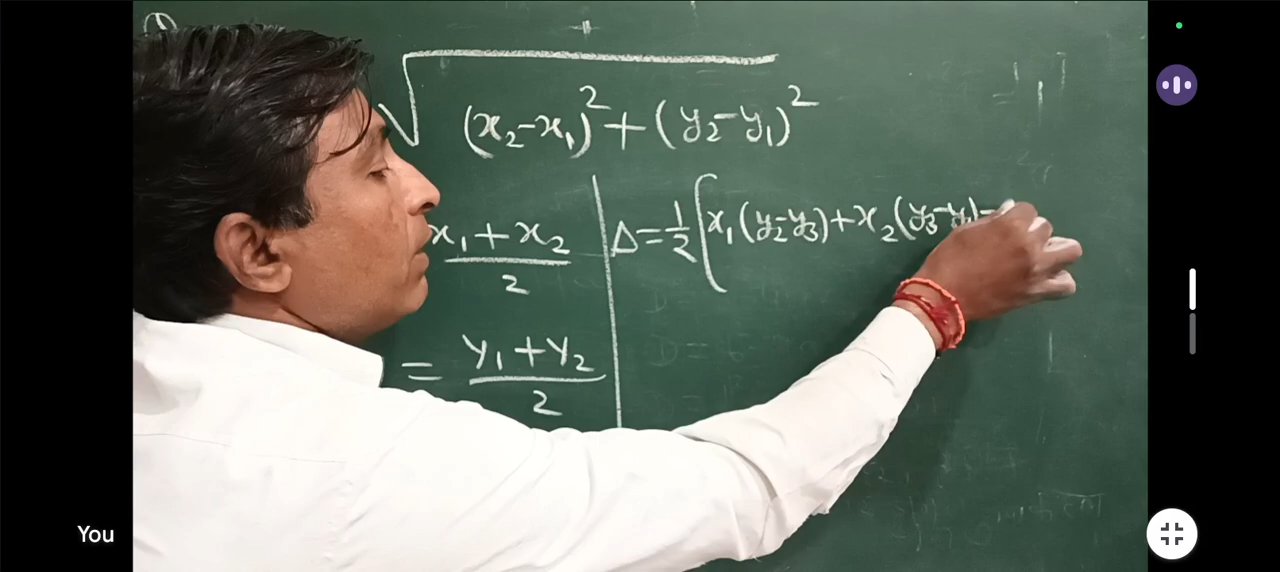 √(x₂-x₁)²+(y₂-y₁)²
x₁+x₂
2
= y₁+y₂
2
Δ=1/2[x₁(y₂-y₃)+x₂(y₃-y₁)
You